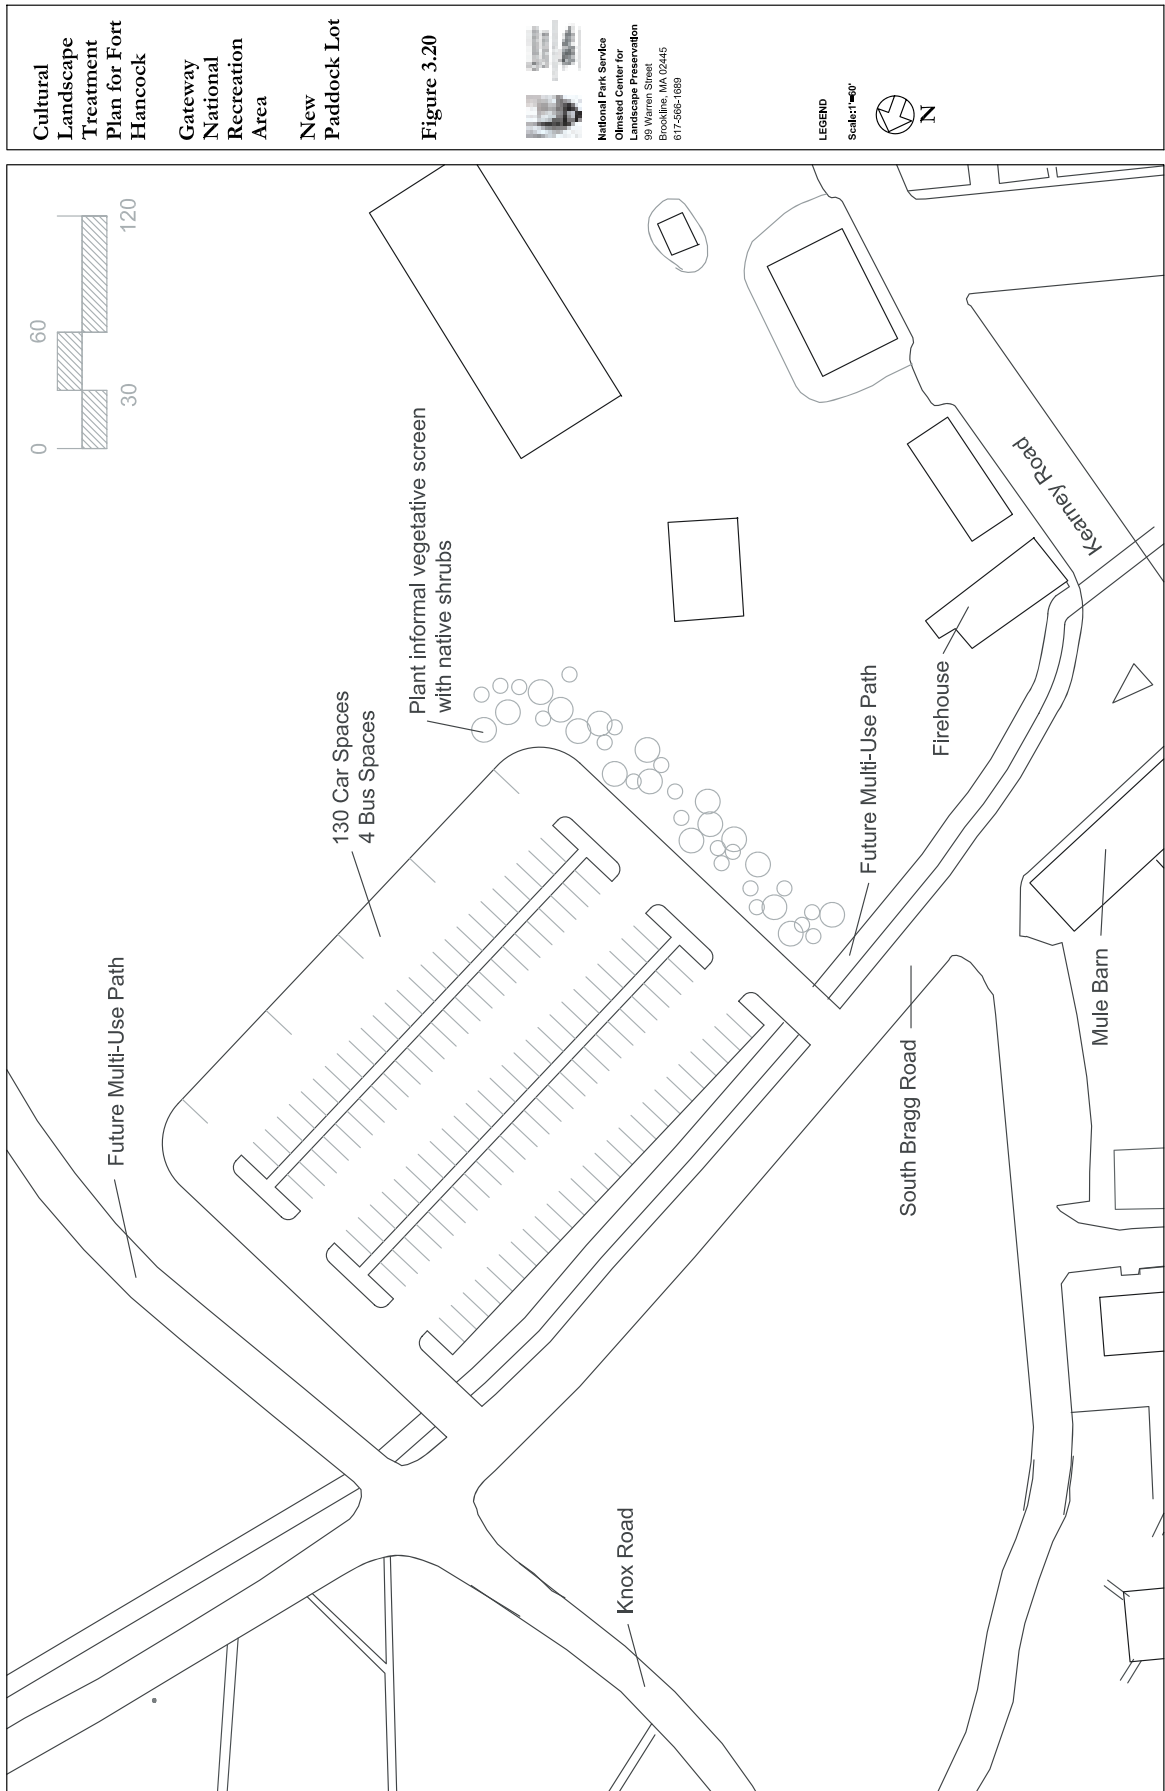 Cultural
Landscape
Treatment
Plan for Fort
Hancock
Gateway
National
Recreation
Area
New
Paddock Lot
Figure 3.20
National Park Service
Olmsted Center for
Landscape Preservation
99 Warren Street
Brookline, MA 02445
617-566-1689
LEGEND
Scale:1"=60'
N
0
30
60
120
Plant informal vegetative screen
with native shrubs
130 Car Spaces
4 Bus Spaces
Future Multi-Use Path
Future Multi-Use Path
Firehouse
Kearney Road
Mule Barn
South Bragg Road
Knox Road